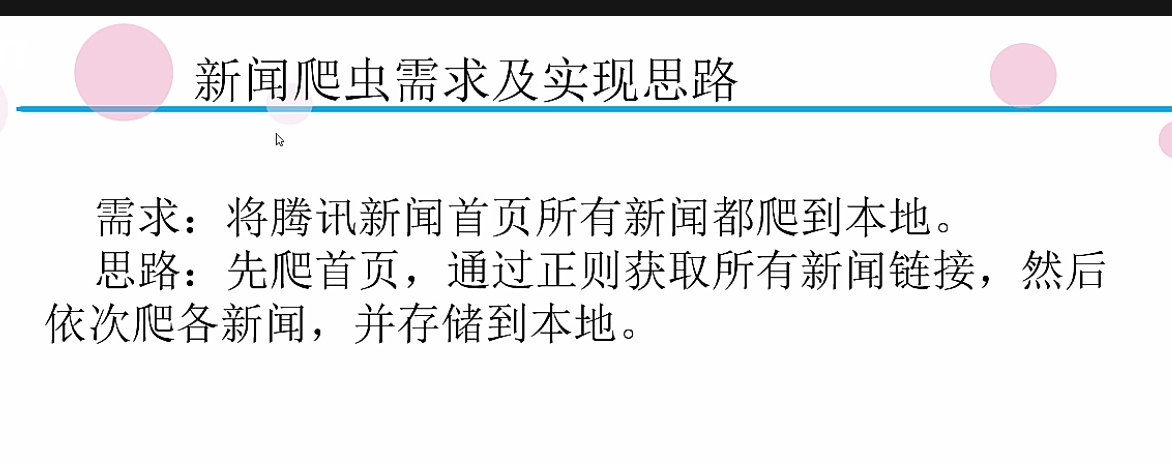 新闻爬虫需求及实现思路
需求：将腾讯新闻首页所有新闻都爬到本地。
思路：先爬首页，通过正则获取所有新闻链接，然后
依次爬各新闻，并存储到本地。